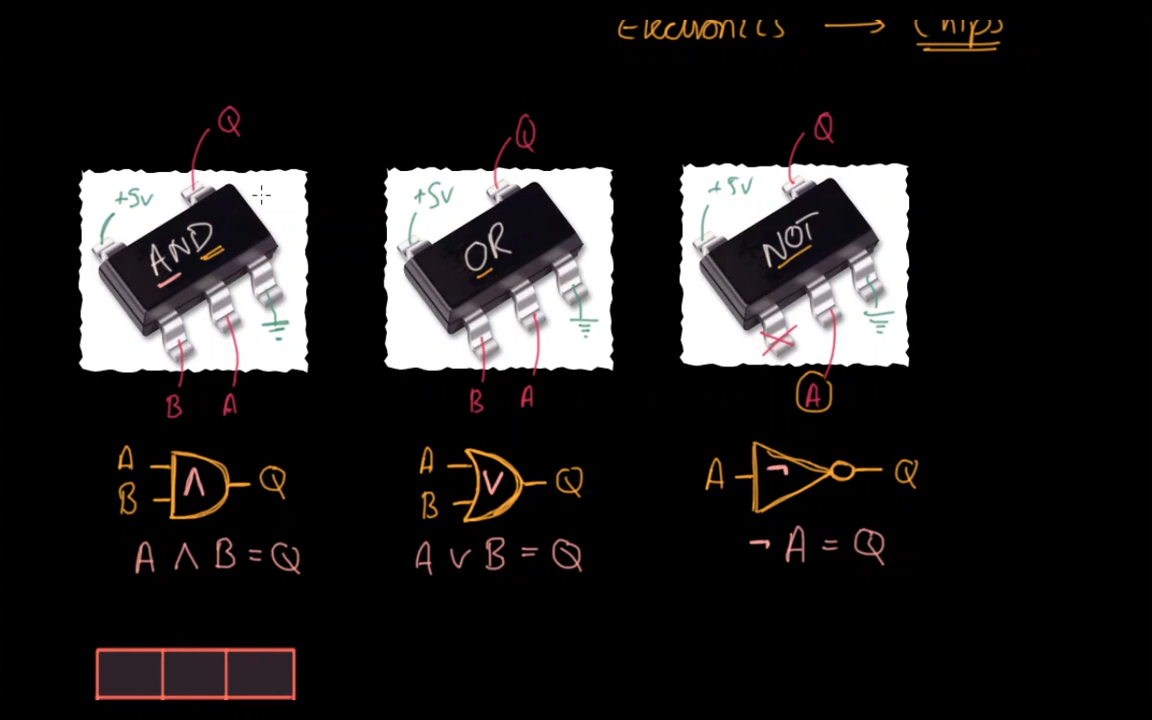 Electronics → Chips
Q Q Q
+5v +5v +5v
AND OR NOT
B A B A A
A A
B ∧ Q B ∨ Q A ¬ Q
A ∧ B = Q A ∨ B = Q ¬ A = Q